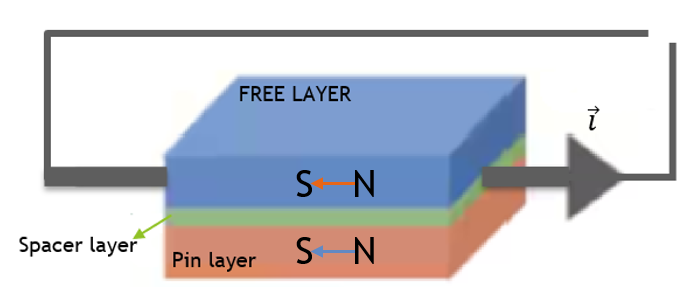 FREE LAYER
i
S N
Spacer layer
Pin layer
S N